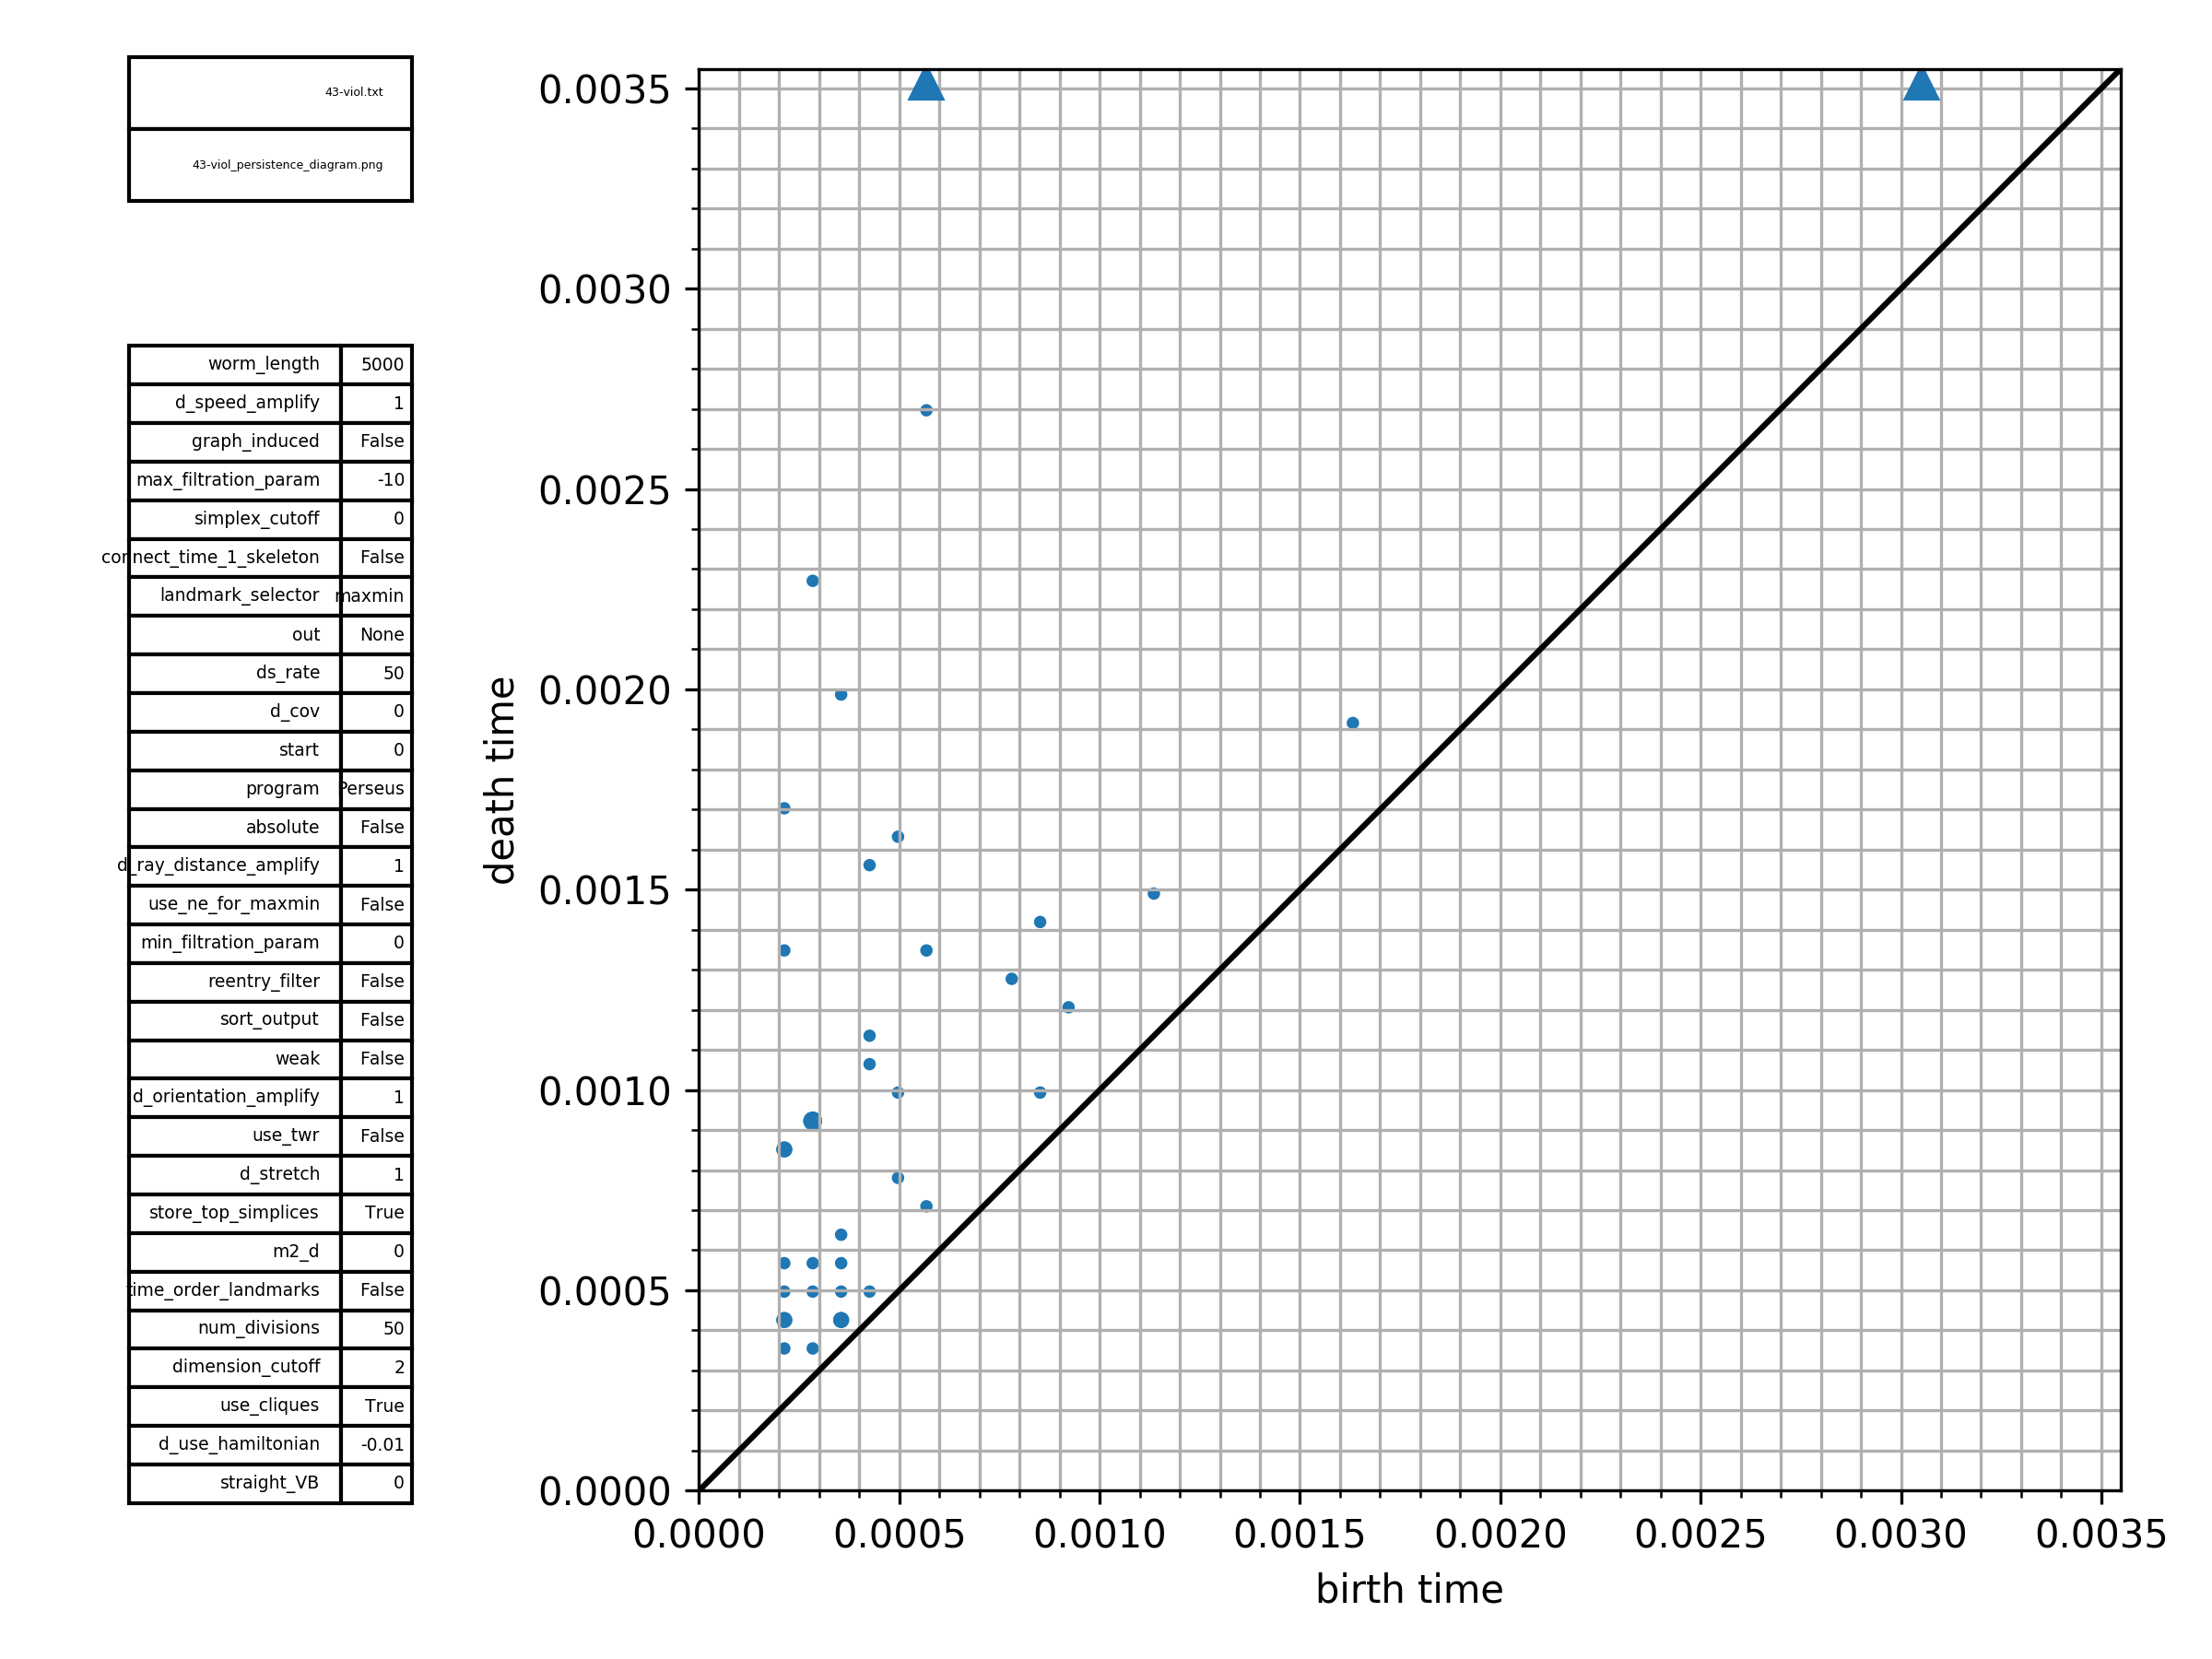 43-viol.txt
43-viol_persistence_diagram.png
worm_length 5000
d_speed_amplify 1
graph_induced False
max_filtration_param -10
simplex_cutoff 0
connect_time_1_skeleton False
landmark_selector maxmin
out None
ds_rate 50
d_cov 0
start 0
program Perseus
absolute False
d_ray_distance_amplify 1
use_ne_for_maxmin False
min_filtration_param 0
reentry_filter False
sort_output False
weak False
d_orientation_amplify 1
use_twr False
d_stretch 1
store_top_simplices True
m2_d 0
time_order_landmarks False
num_divisions 50
dimension_cutoff 2
use_cliques True
d_use_hamiltonian -0.01
straight_VB 0
death time
0.0035
0.0030
0.0025
0.0020
0.0015
0.0010
0.0005
0.0000
0.0000 0.0005 0.0010 0.0015 0.0020 0.0025 0.0030 0.0035
birth time